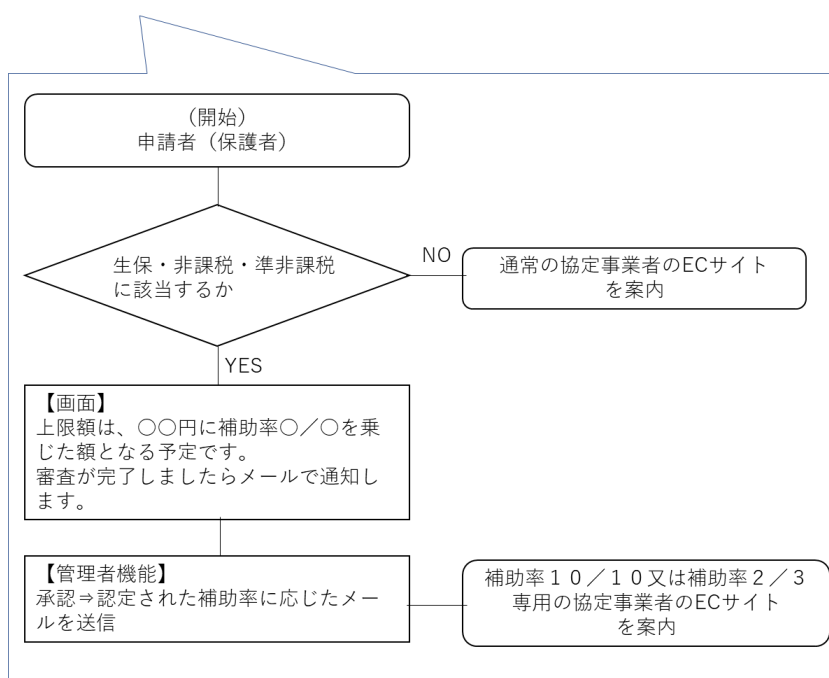 （開始）
申請者（保護者）
生保・非課税・準非課税
に該当するか
NO
通常の協定事業者のECサイト
を案内
YES
【画面】
上限額は、〇〇円に補助率〇／〇を乗
じた額となる予定です。
審査が完了しましたらメールで通知し
ます。
【管理者機能】
承認⇒認定された補助率に応じたメー
ルを送信
補助率１０／１０又は補助率２／３
専用の協定事業者のECサイト
を案内